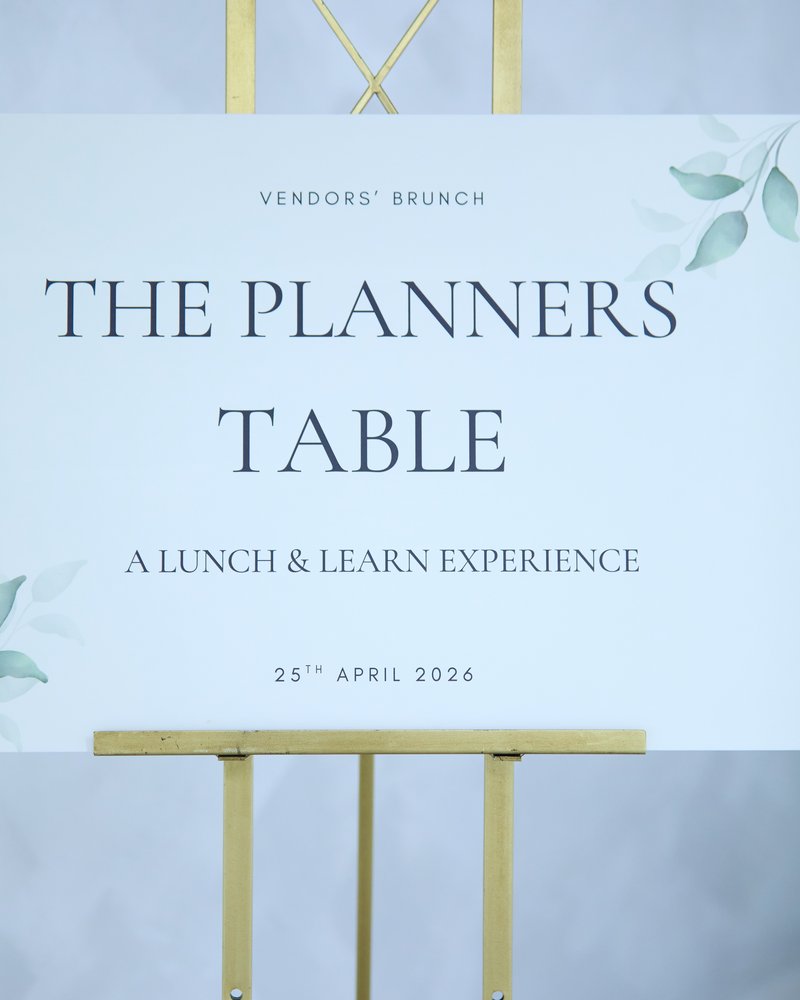 VENDORS’ BRUNCH
THE PLANNERS
TABLE
A LUNCH & LEARN EXPERIENCE
25TH APRIL 2026